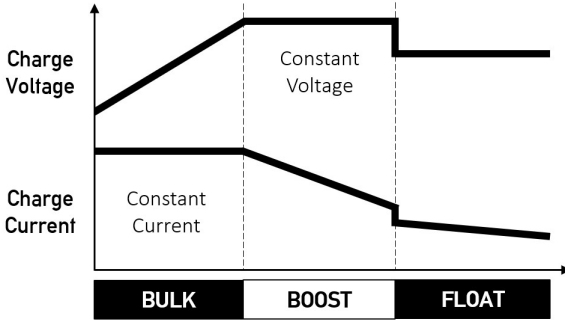 Charge
Voltage
Constant
Voltage
Charge
Current
Constant
Current
BULK
BOOST
FLOAT